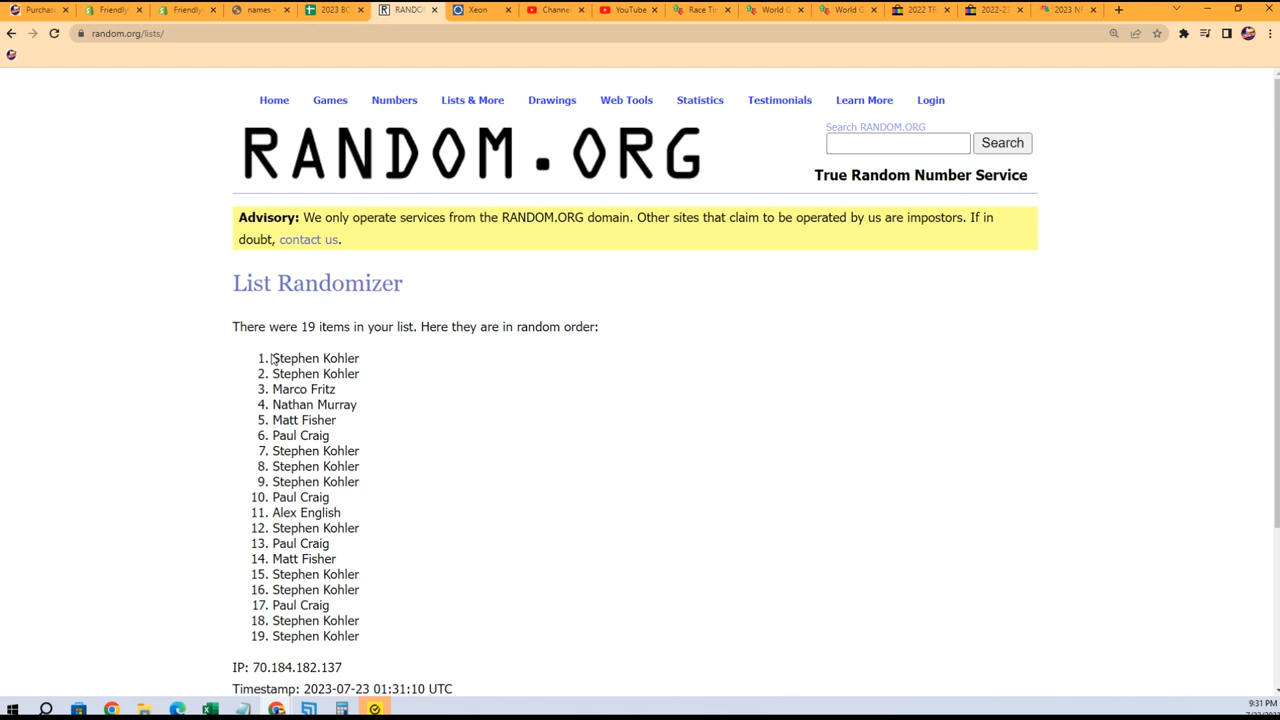 Purchas
Friendly
Friendly
names -
2023 BO
RANDO
Xeon
Channel
YouTube
Race Tim
World G
World G
2022 TR
2022-23
2023 NF
random.org/lists/
Home Games Numbers Lists & More Drawings Web Tools Statistics Testimonials Learn More Login
RANDOM.ORG
Search RANDOM.ORG
Search
True Random Number Service
Advisory: We only operate services from the RANDOM.ORG domain. Other sites that claim to be operated by us are impostors. If in
doubt, contact us.
List Randomizer
There were 19 items in your list. Here they are in random order:
1. Stephen Kohler
2. Stephen Kohler
3. Marco Fritz
4. Nathan Murray
5. Matt Fisher
6. Paul Craig
7. Stephen Kohler
8. Stephen Kohler
9. Stephen Kohler
10. Paul Craig
11. Alex English
12. Stephen Kohler
13. Paul Craig
14. Matt Fisher
15. Stephen Kohler
16. Stephen Kohler
17. Paul Craig
18. Stephen Kohler
19. Stephen Kohler
IP: 70.184.182.137
Timestamp: 2023-07-23 01:31:10 UTC
9:31 PM